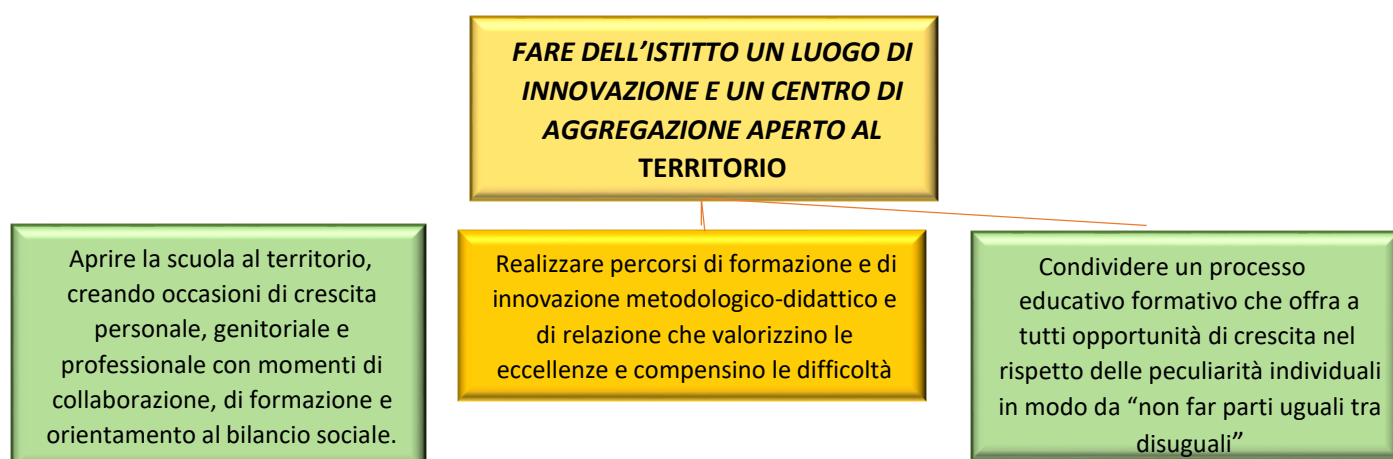 FARE DELL'ISTITTO UN LUOGO DI
INNOVAZIONE E UN CENTRO DI
AGGREGAZIONE APERTO AL
TERRITORIO
Aprire la scuola al territorio,
creando occasioni di crescita
personale, genitoriale e
professionale con momenti di
collaborazione, di formazione e
orientamento al bilancio sociale.
Realizzare percorsi di formazione e di
innovazione metodologico-didattico e
di relazione che valorizzino le
eccellenze e compensino le difficoltà
Condividere un processo
educativo formativo che offra a
tutti opportunità di crescita nel
rispetto delle peculiarità individuali
in modo da “non far parti uguali tra
disuguali”